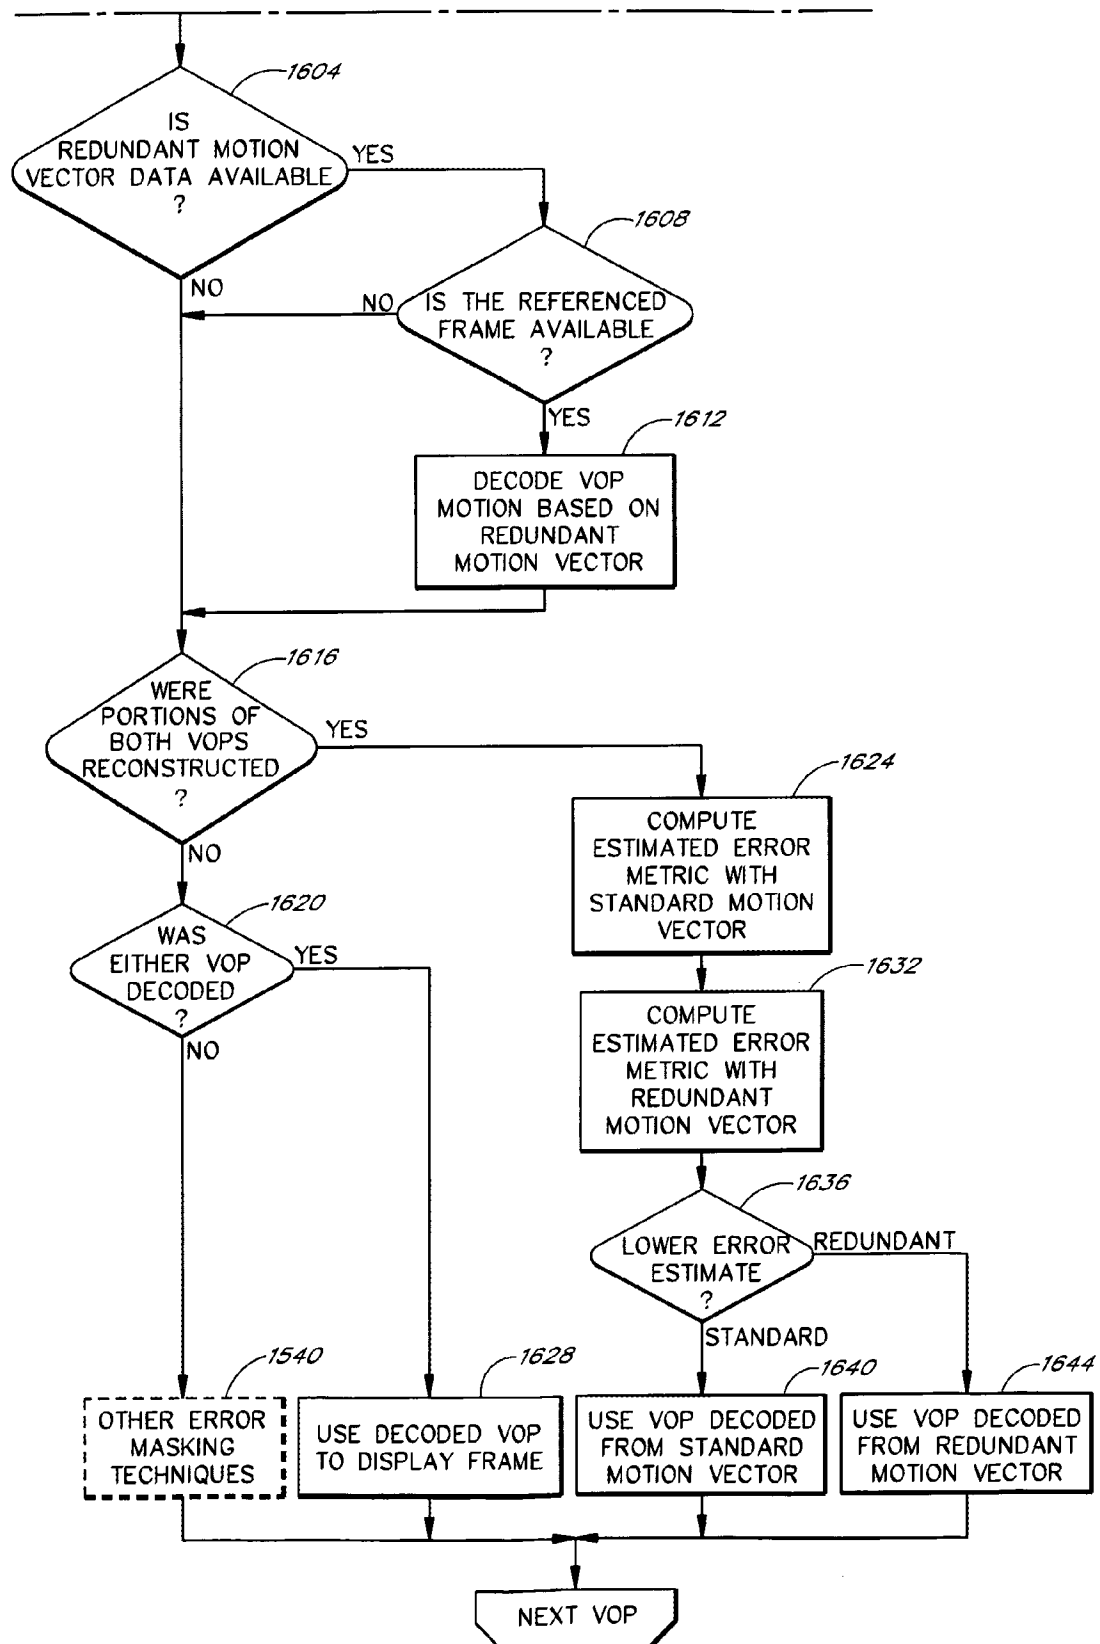 1604
IS
REDUNDANT MOTION
VECTOR DATA AVAILABLE
?
YES
NO
1608
IS THE REFERENCED
FRAME AVAILABLE
?
NO
YES
1612
DECODE VOP
MOTION BASED ON
REDUNDANT
MOTION VECTOR
1616
WERE
PORTIONS OF
BOTH VOPS
RECONSTRUCTED
?
YES
NO
1624
COMPUTE
ESTIMATED ERROR
METRIC WITH
STANDARD MOTION
VECTOR
1620
WAS
EITHER VOP
DECODED
?
YES
NO
1632
COMPUTE
ESTIMATED ERROR
METRIC WITH
REDUNDANT
MOTION VECTOR
1636
LOWER ERROR
ESTIMATE
?
REDUNDANT
STANDARD
1540
OTHER ERROR
MASKING
TECHNIQUES
1628
USE DECODED VOP
TO DISPLAY FRAME
1640
USE VOP DECODED
FROM STANDARD
MOTION VECTOR
1644
USE VOP DECODED
FROM REDUNDANT
MOTION VECTOR
NEXT VOP